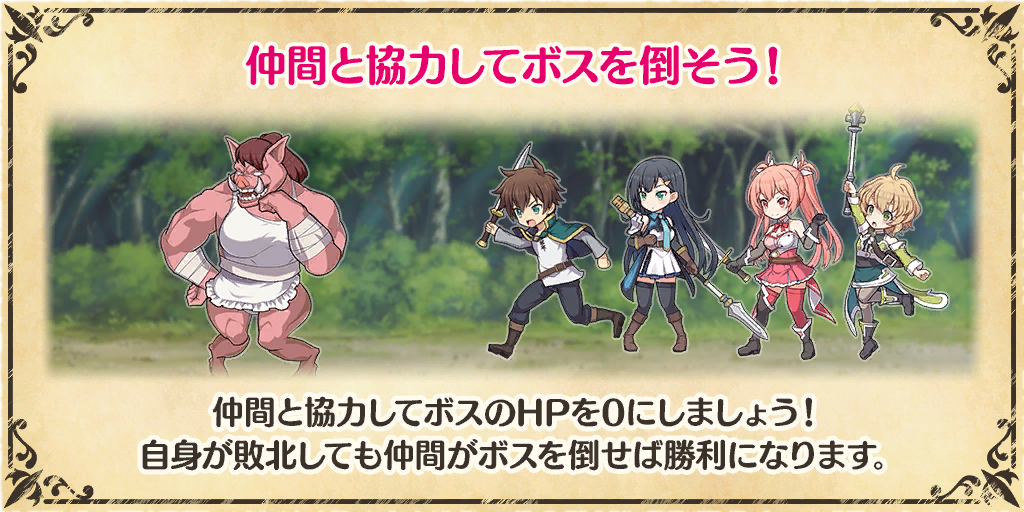 仲間と協力してボスを倒そう！
仲間と協力してボスのHPを0にしましょう！
自身が敗北しても仲間がボスを倒せば勝利になります。